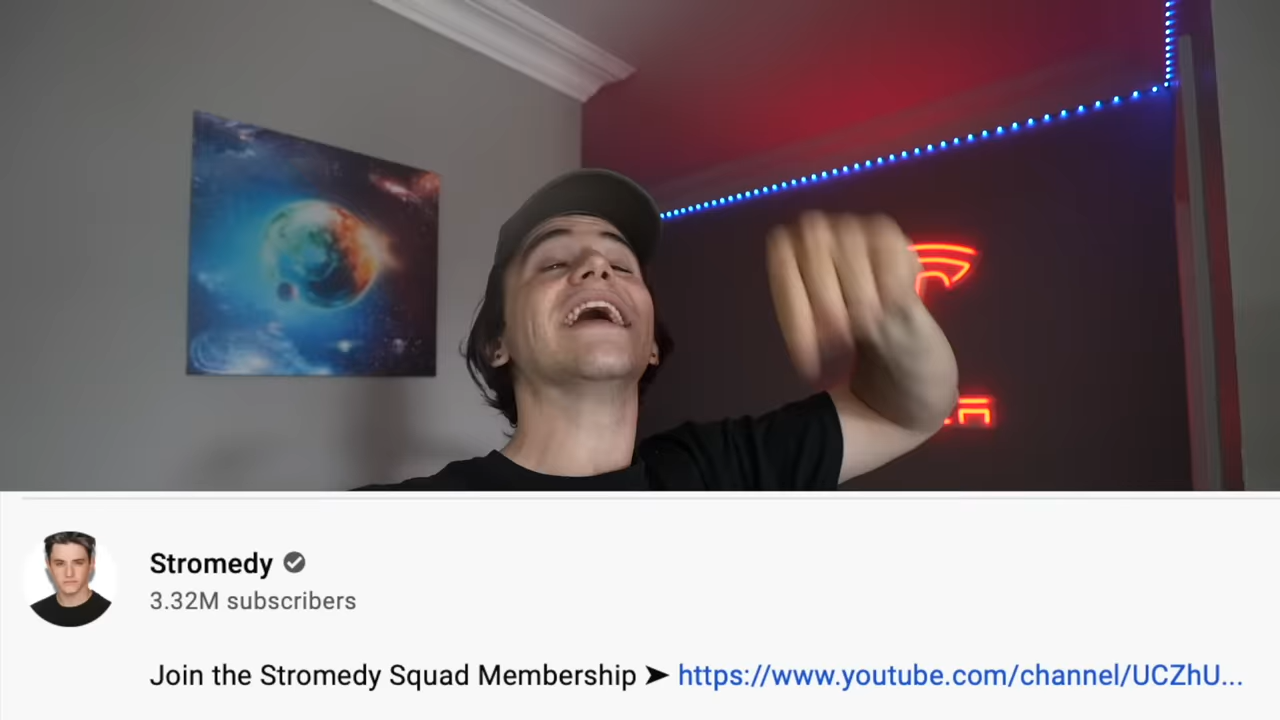 Stromedy
3.32M subscribers
Join the Stromedy Squad Membership ➤ https://www.youtube.com/channel/UCZhU...